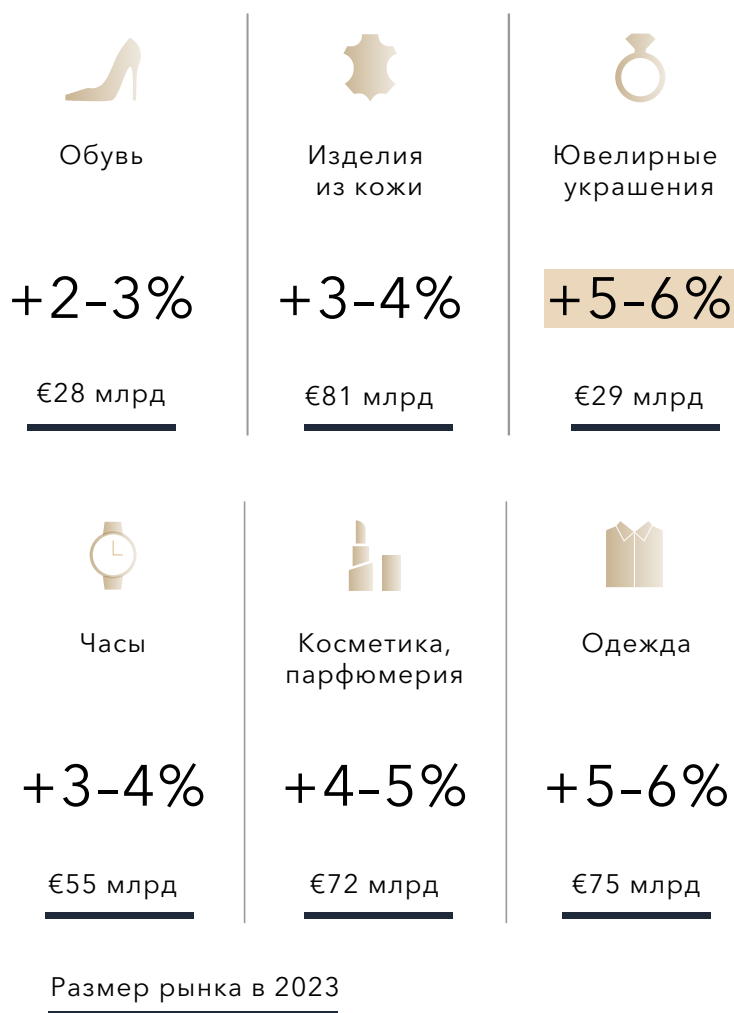 Обувь
Изделия
из кожи
Ювелирные
украшения
+2–3%
+3–4%
+5–6%
€28 млрд
€81 млрд
€29 млрд
Часы
Косметика,
парфюмерия
Одежда
+3–4%
+4–5%
+5–6%
€55 млрд
€72 млрд
€75 млрд
Размер рынка в 2023